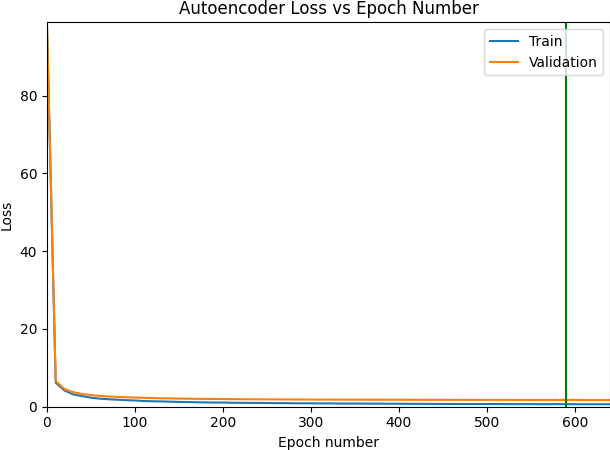 Autoencoder Loss vs Epoch Number
Train
Validation
80
60
40
20
0
Loss
0 100 200 300 400 500 600
Epoch number